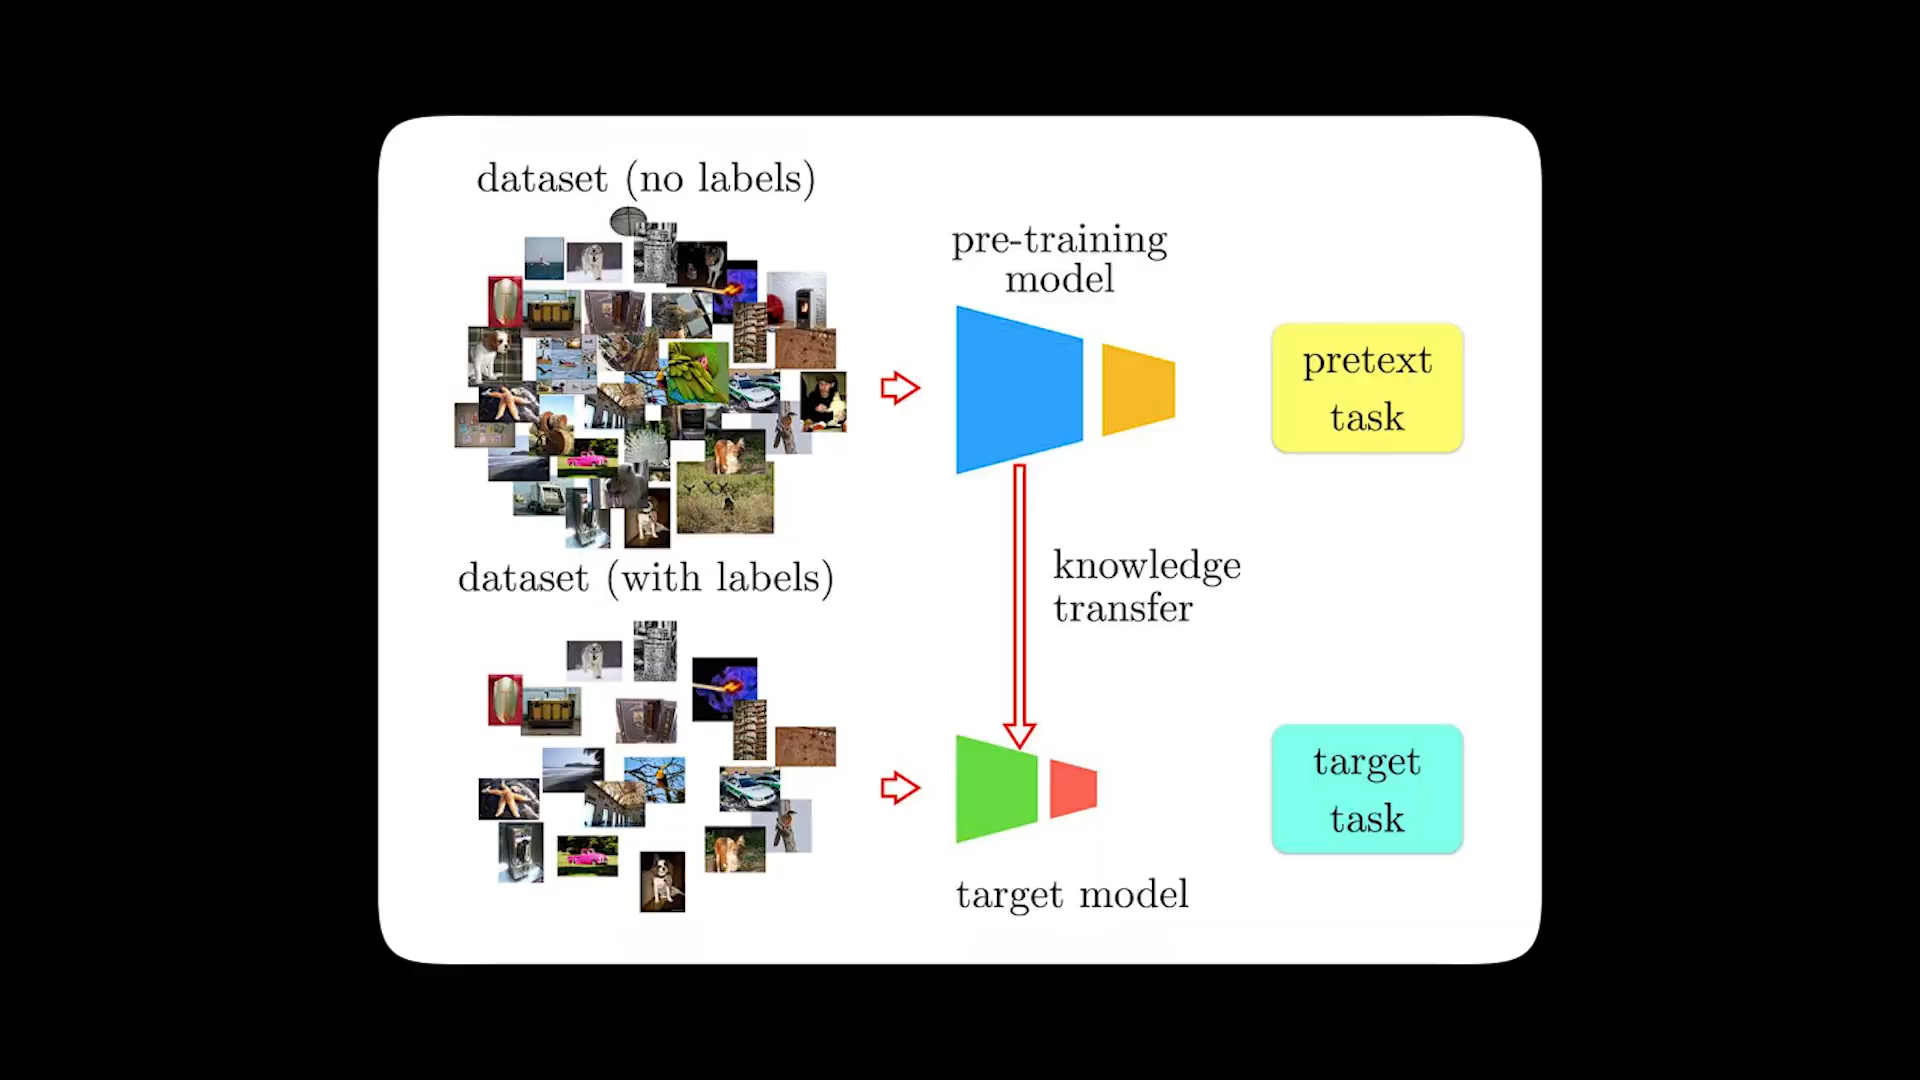 dataset (no labels)
pre-training
model
pretext
task
dataset (with labels)
knowledge
transfer
target
task
target model